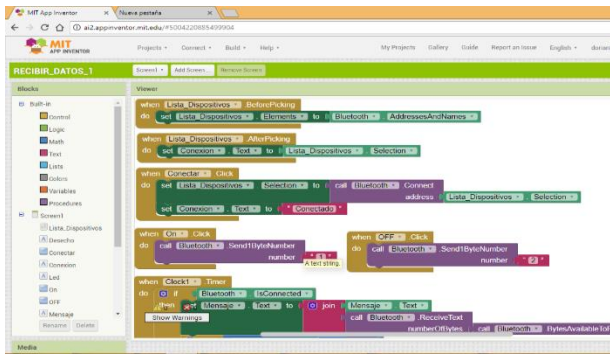 MIT App Inventor
Nueva pestaña
ai2.appinventor.mit.edu/#5004220885499904
MIT
APP INVENTOR
Projects Connect Build Help
My Projects Gallery Guide Report an Issue English
RECIBIR_DATOS_1
Screen1 Add Screen ... Remove Screen
Blocks
Viewer
Built-in
Control
Logic
Math
Text
Lists
Colors
Variables
Procedures
Screen1
Lista_Dispositivos
Desecho
Conectar
Conexion
Led
On
OFF
Mensaje
Rename Delete
Media
when Lista_Dispositivos .BeforePicking
do set Lista_Dispositivos . Elements to Bluetooth . AddressesAndNames
when Lista_Dispositivos .AfterPicking
do set Conexion . Text to Lista_Dispositivos . Selection
when Conectar .Click
do set Lista_Dispositivos . Selection to call Bluetooth .Connect
address Lista_Dispositivos . Selection
set Conexion . Text to " Conectado "
when On .Click
do call Bluetooth .Send1ByteNumber
number " 1 "
A text string.
when OFF .Click
do call Bluetooth .Send1ByteNumber
number " 2 "
when Clock1 .Timer
do if Bluetooth . IsConnected
then set Mensaje . Text to join Mensaje . Text
Show Warnings
call Bluetooth .ReceiveText
numberOfBytes call Bluetooth .BytesAvailableTo